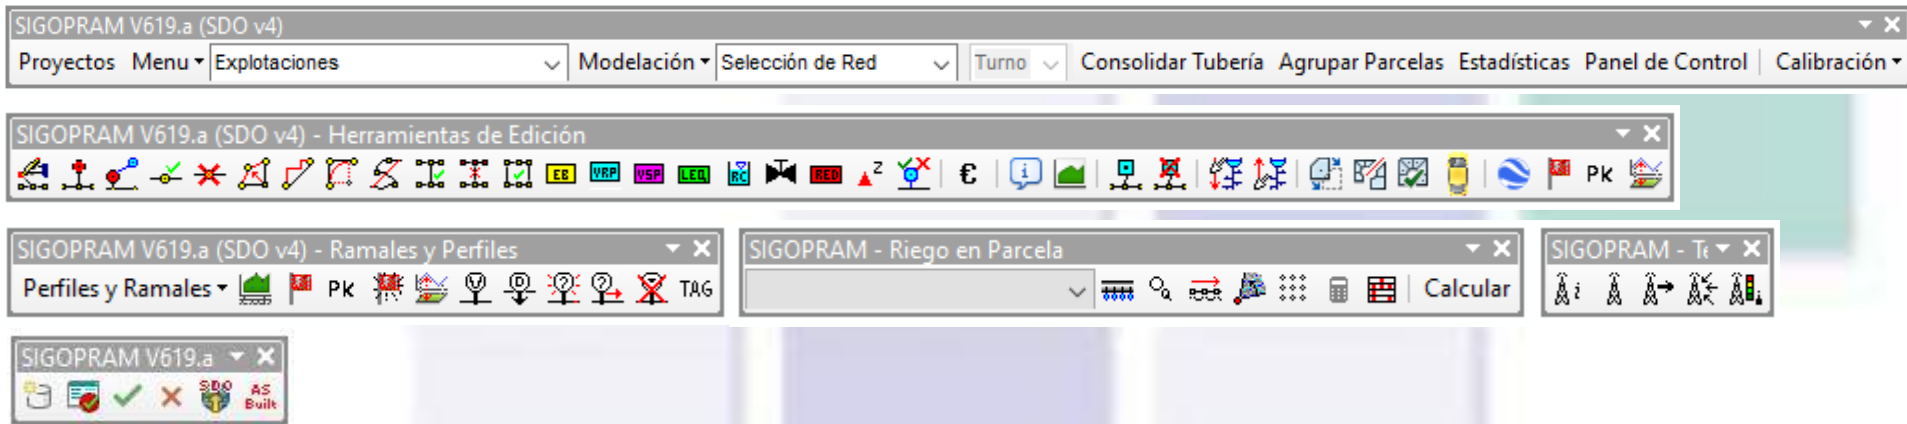 SIGOPRAM V619.a (SDO v4)
Proyectos Menu Explotaciones Modelación Selección de Red Turno Consolidar Tubería Agrupar Parcelas Estadísticas Panel de Control Calibración
SIGOPRAM V619.a (SDO v4) - Herramientas de Edición
EB VRP VSP LEQ RC RED Z € i PK
SIGOPRAM V619.a (SDO v4) - Ramales y Perfiles
Perfiles y Ramales PK TAG
SIGOPRAM - Riego en Parcela
Calcular
SIGOPRAM - Te
SIGOPRAM V619.a
SDO AS Built